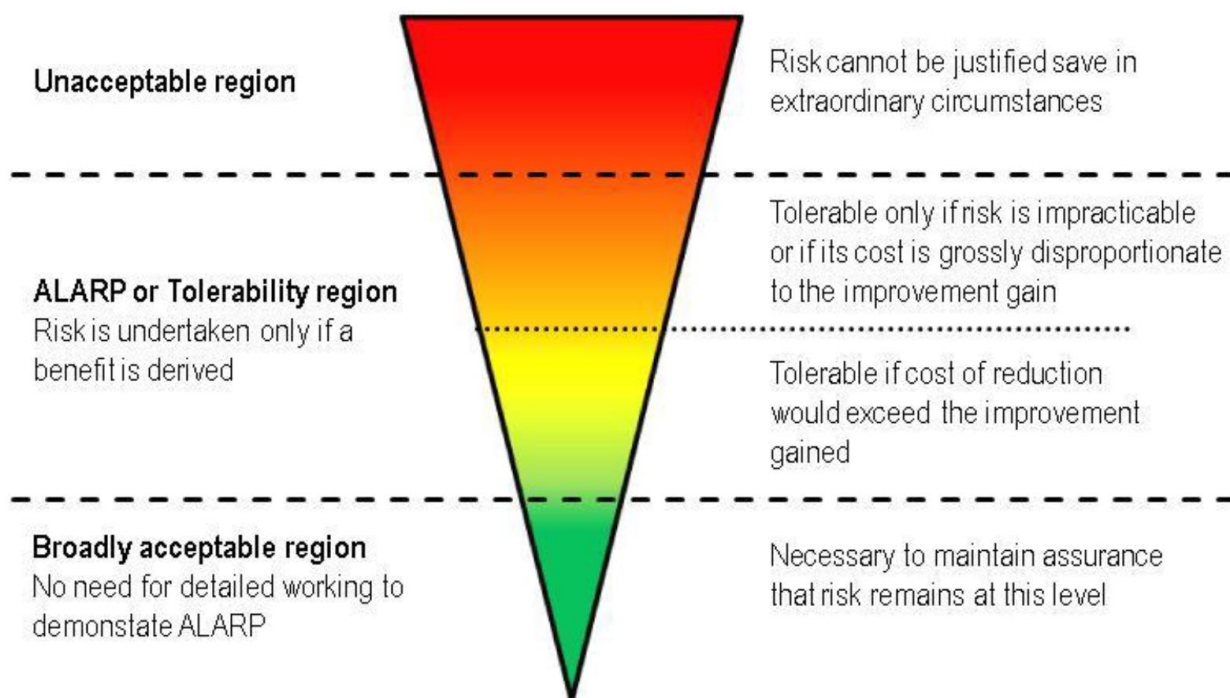 Unacceptable region
Risk cannot be justified save in
extraordinary circumstances
ALARP or Tolerability region
Risk is undertaken only if a
benefit is derived
Tolerable only if risk is impracticable
or if its cost is grossly disproportionate
to the improvement gain
Tolerable if cost of reduction
would exceed the improvement
gained
Broadly acceptable region
No need for detailed working to
demonstate ALARP
Necessary to maintain assurance
that risk remains at this level